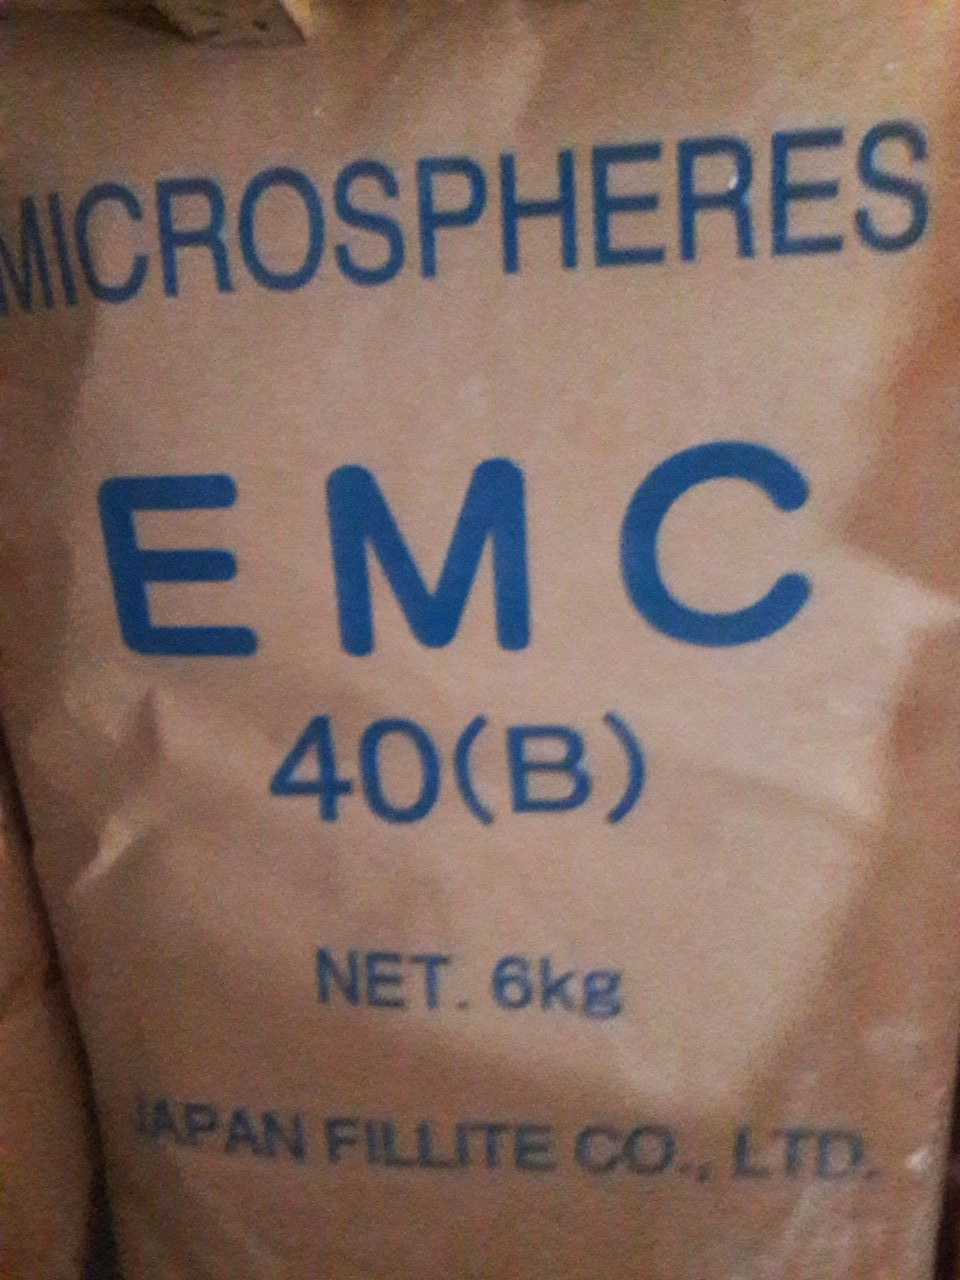 MICROSPHERES
EMC
40(B)
NET. 6kg
JAPAN FILLITE CO., LTD.